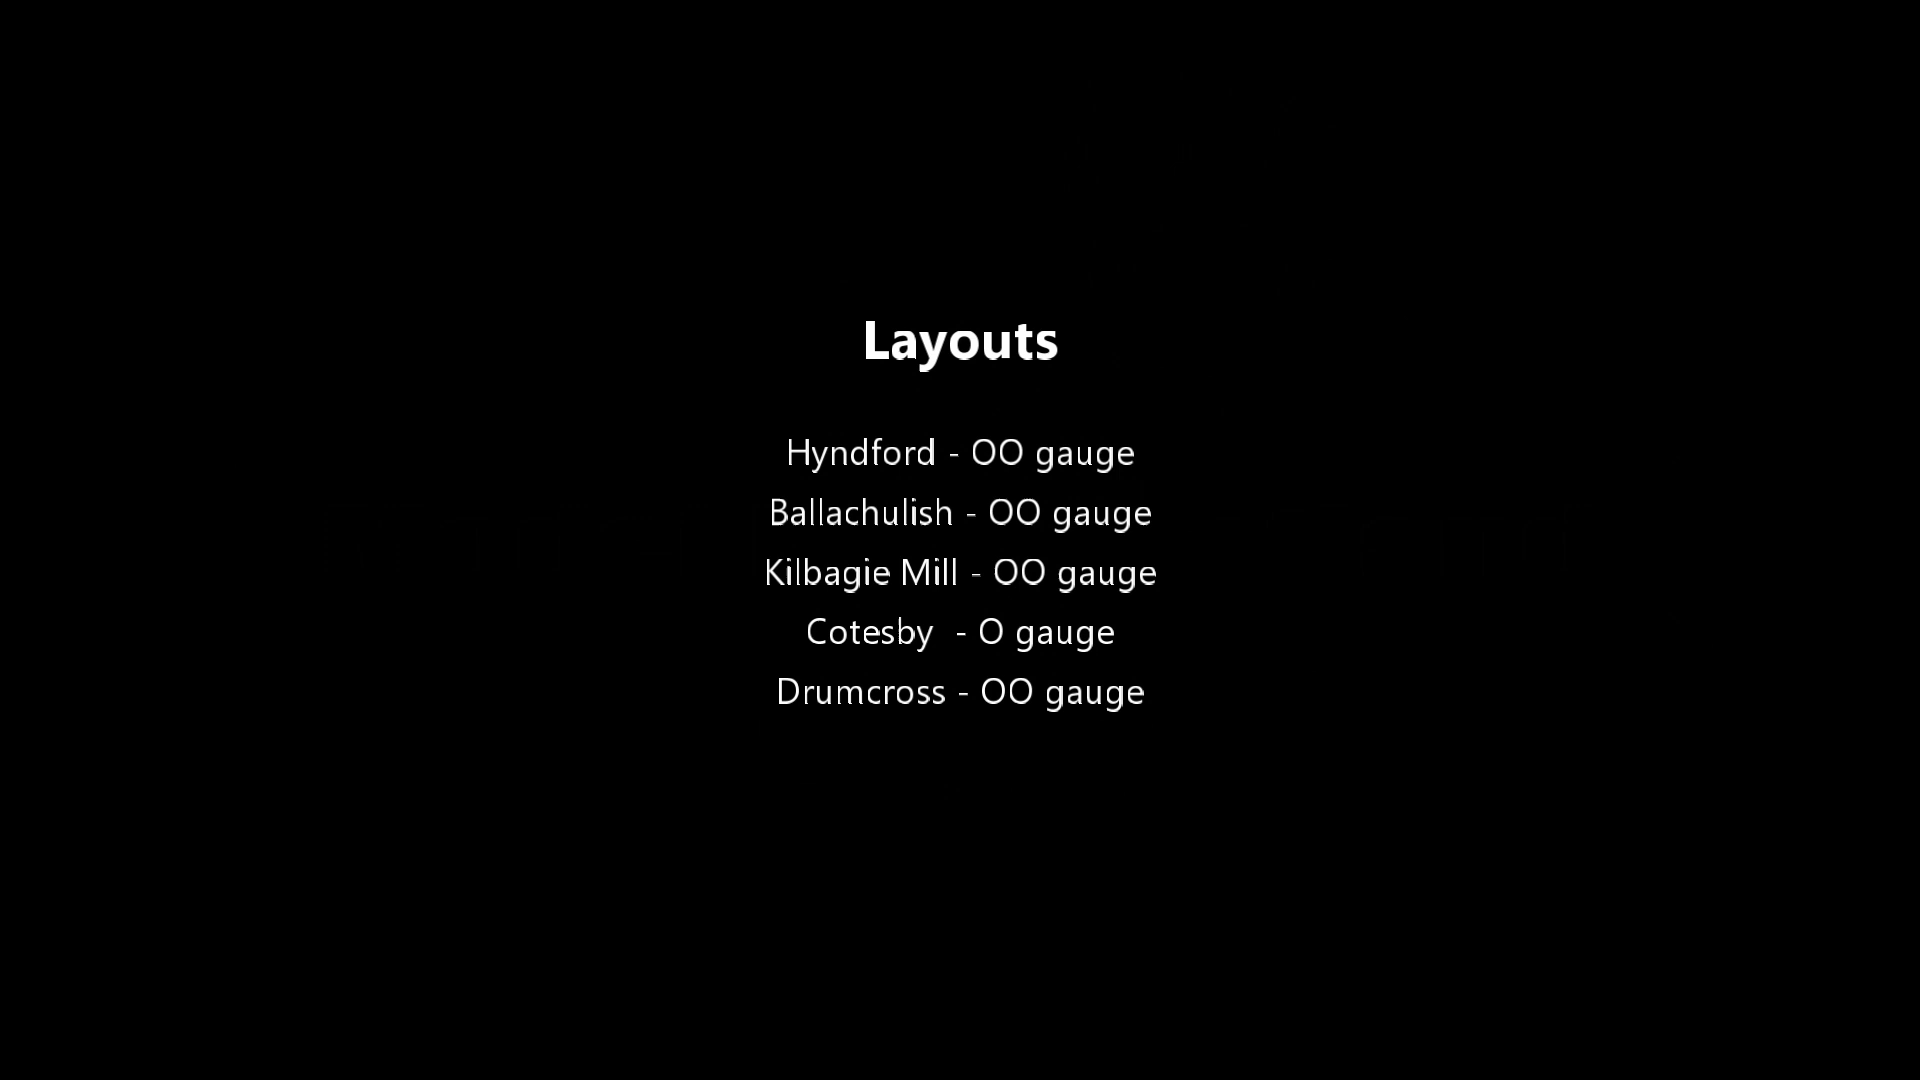 Layouts
Hyndford - OO gauge
Ballachulish - OO gauge
Kilbagie Mill - OO gauge
Cotesby  - O gauge
Drumcross - OO gauge